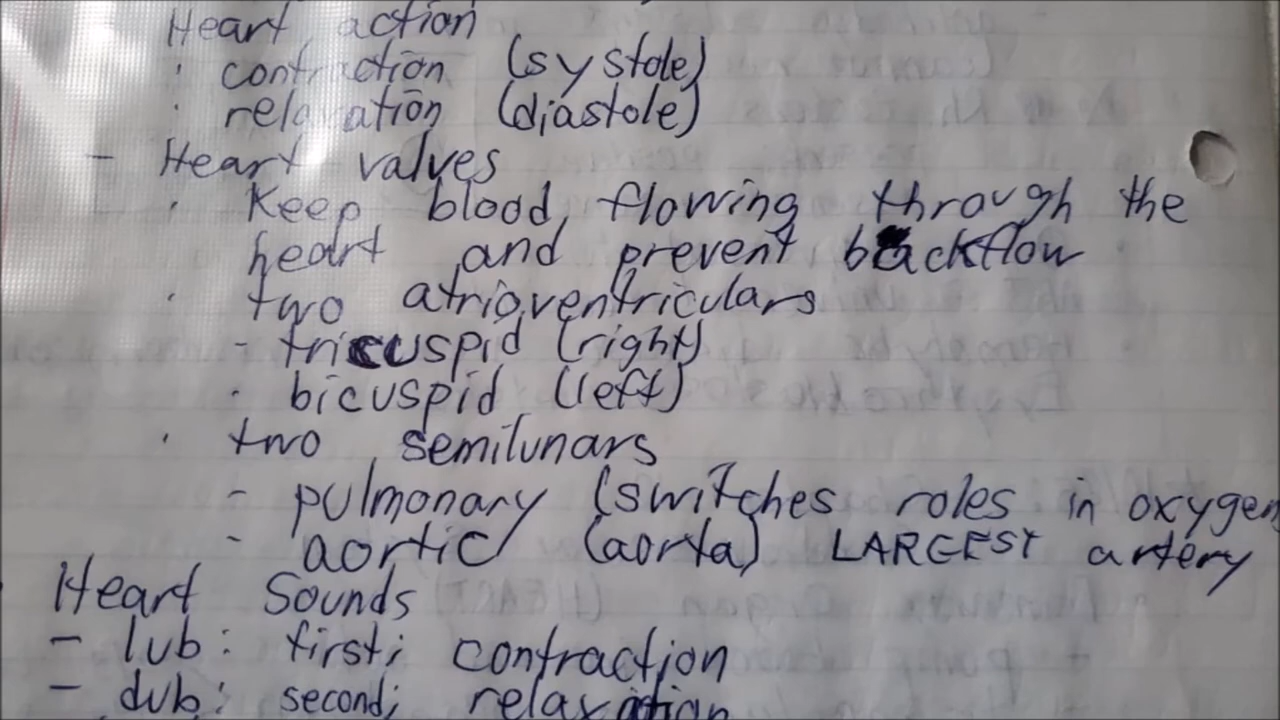 Heart action
· contraction (systole)
· relaxation (diastole)
- Heart valves
· Keep blood flowing through the
heart and prevent backflow
· two atrioventriculars
- tricuspid (right)
- bicuspid (left)
· two semilunars
- pulmonary (switches roles in oxygen
- aortic (aorta) LARGEST artery
Heart Sounds
- lub: first; contraction
- dub: second; relaxation